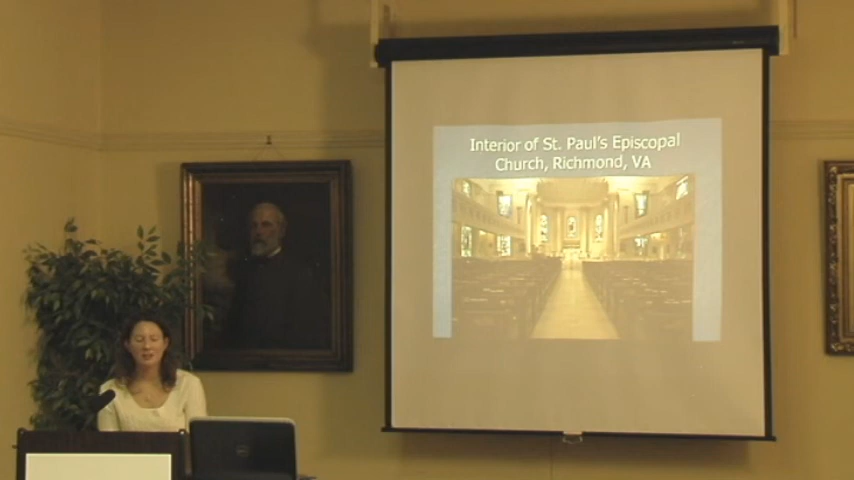 Interior of St. Paul's Episcopal
Church, Richmond, VA